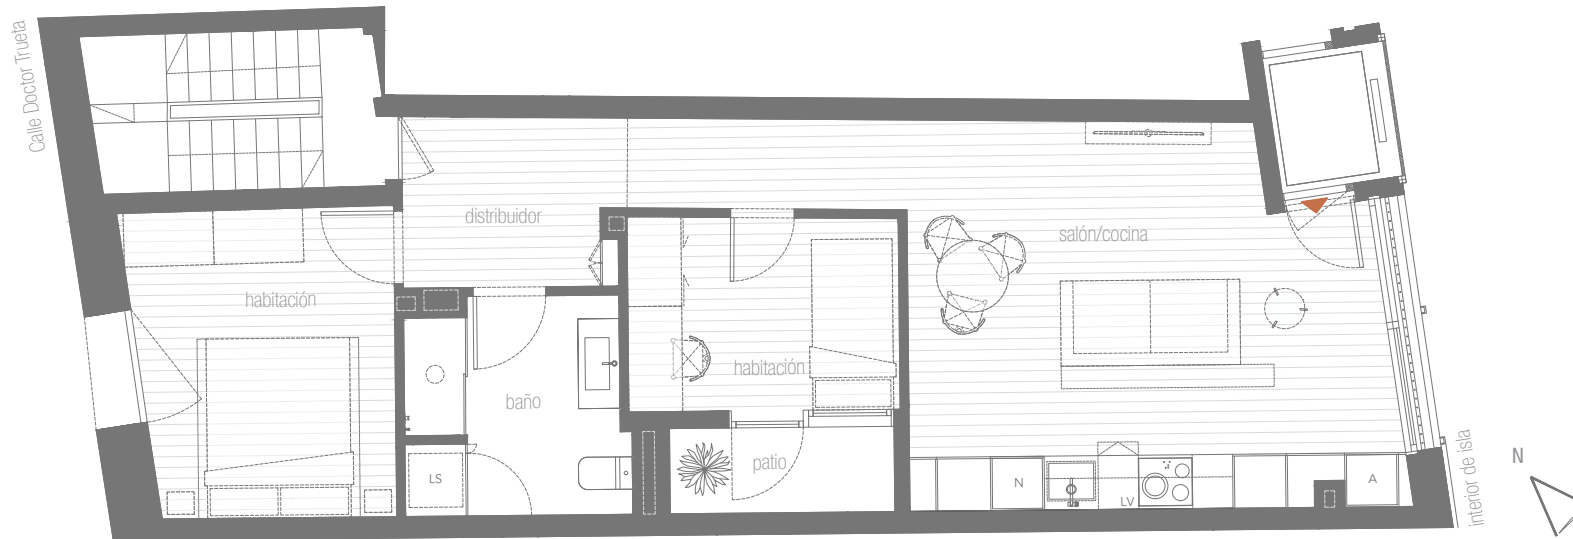 Calle Doctor Trueta
distribuidor
salón/cocina
habitación
habitación
baño
patio
LS
N
LV
A
interior de isla
N